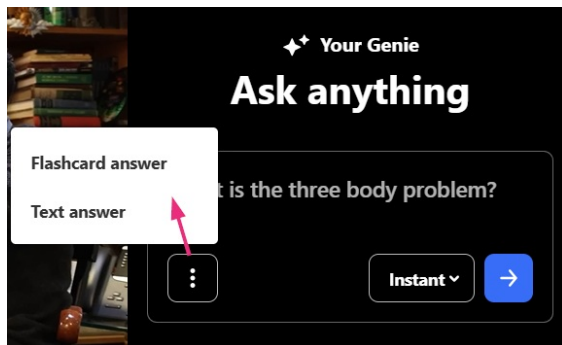 Your Genie
Ask anything
Flashcard answer
Text answer
t is the three body problem?
Instant